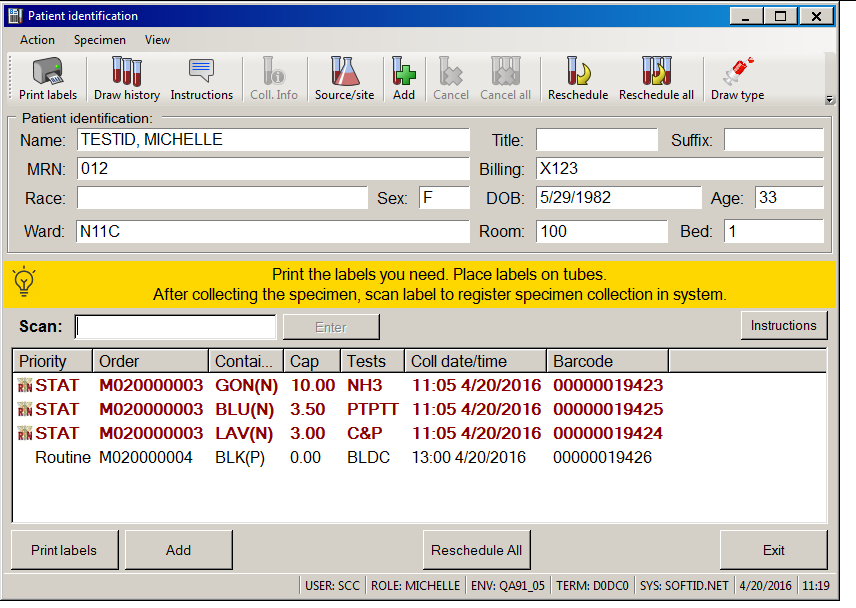 Patient identification
Action Specimen View
Print labels Draw history Instructions Coll. Info Source/site Add Cancel Cancel all Reschedule Reschedule all Draw type
Patient identification:
Name: TESTID, MICHELLE Title: Suffix:
MRN: 012 Billing: X123
Race: Sex: F DOB: 5/29/1982 Age: 33
Ward: N11C Room: 100 Bed: 1
Print the labels you need. Place labels on tubes.
After collecting the specimen, scan label to register specimen collection in system.
Scan: Enter Instructions
Priority Order Contai... Cap Tests Coll date/time Barcode
RN STAT M020000003 GON(N) 10.00 NH3 11:05 4/20/2016 00000019423
RN STAT M020000003 BLU(N) 3.50 PTPTT 11:05 4/20/2016 00000019425
RN STAT M020000003 LAV(N) 3.00 C&P 11:05 4/20/2016 00000019424
Routine M020000004 BLK(P) 0.00 BLDC 13:00 4/20/2016 00000019426
Print labels Add Reschedule All Exit
USER: SCC ROLE: MICHELLE ENV: QA91_05 TERM: D0DC0 SYS: SOFTID.NET 4/20/2016 11:19